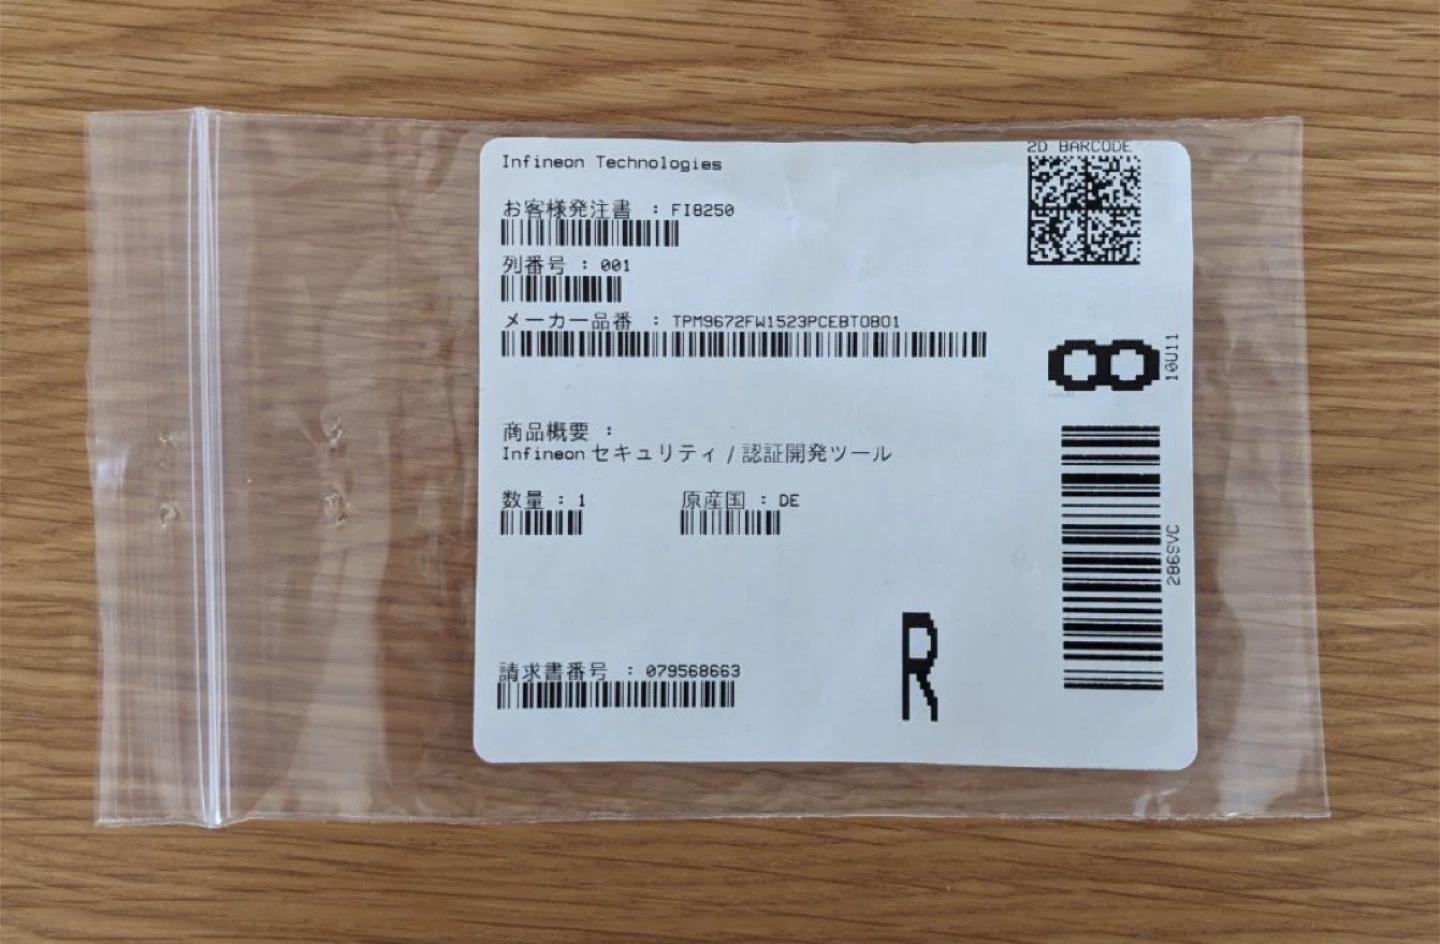 Infineon Technologies
2D BARCODE
お客様発注書 : FI8250
列番号 : 001
メーカー品番 : TPM9672FW1523PCEBTOBO1
8
10U11
商品概要 :
Infineon セキュリティ / 認証開発ツール
数量 : 1 原産国 : DE
286SVC
R
請求書番号 : 079568663